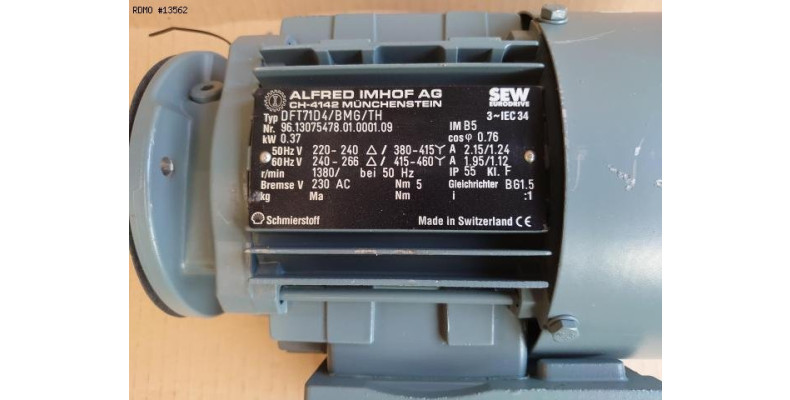 RDMO #13562
ALFRED IMHOF AG
CH-4142 MÜNCHENSTEIN
SEW
EURODRIVE
Typ DFT71D4/BMG/TH 3~IEC 34
Nr. 96.13075478.01.0001.09 IM B5
kW 0.37 cos φ 0.76
50Hz V 220-240 △/ 380-415 Y A 2.15/1.24
60Hz V 240-266 △/ 415-460 Y A 1.95/1.12
r/min 1380/ bei 50 Hz IP 55 Kl. F
Bremse V 230 AC Nm 5 Gleichrichter BG1.5
kg Ma Nm i :1
Schmierstoff Made in Switzerland CE